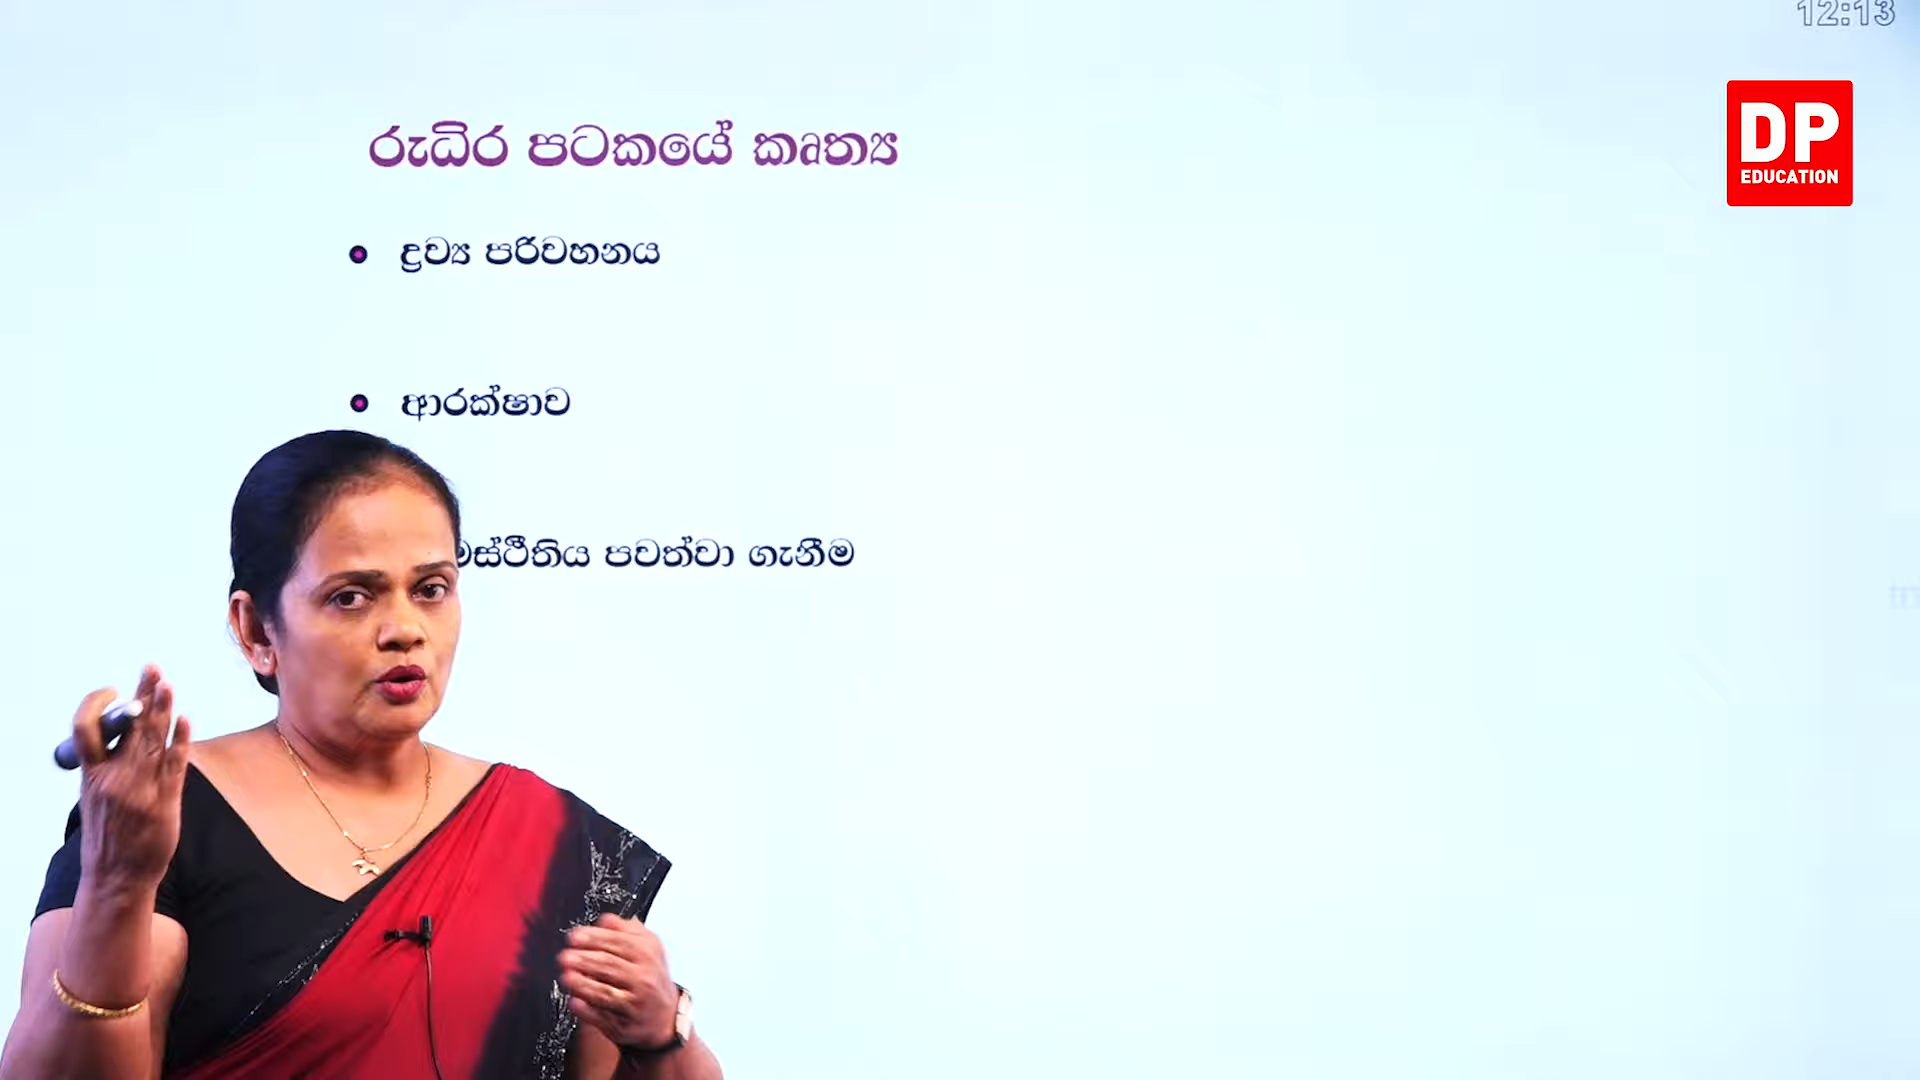 12:13
DP
EDUCATION
රුධිර පටකයේ කෘත්‍ය
• ද්‍රව්‍ය පරිවහනය
• ආරක්ෂාව
පවත්වා ගැනීම